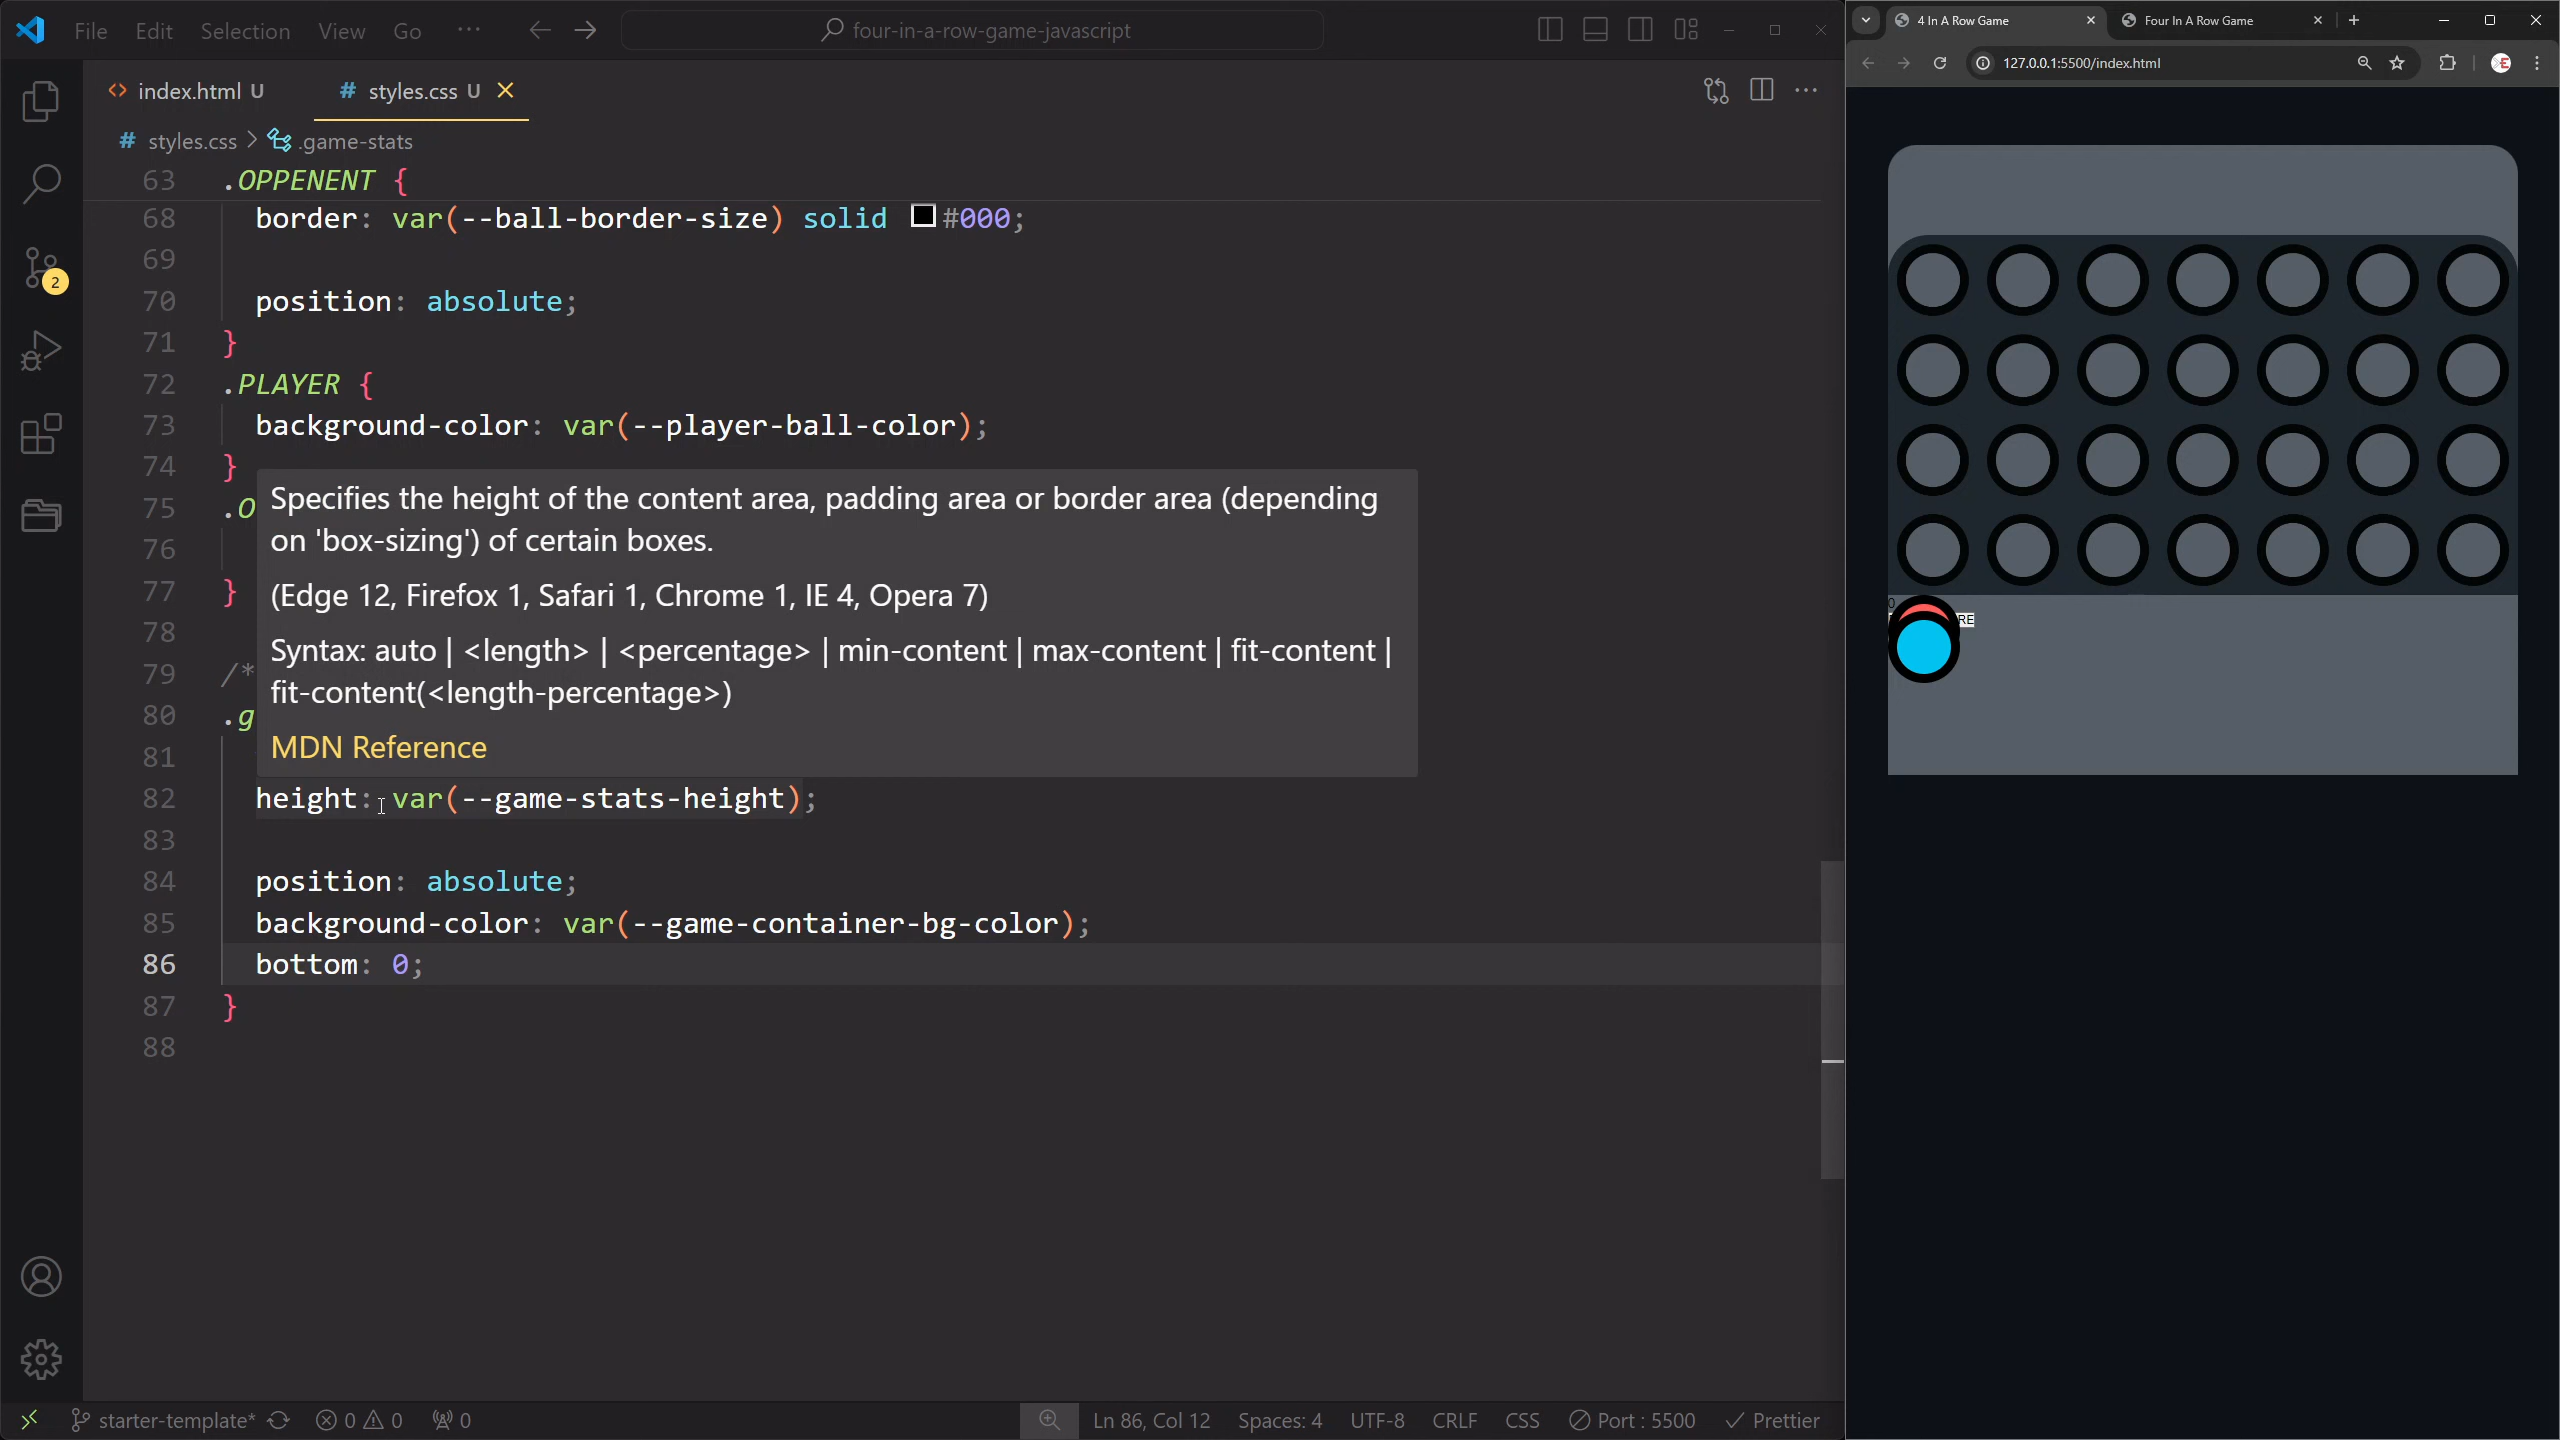 File Edit Selection View Go ···
four-in-a-row-game-javascript
<> index.html U
# styles.css U
# styles.css > .game-stats
63 .OPPENENT {
68 border: var(--ball-border-size) solid #000;
69
70 position: absolute;
71 }
72 .PLAYER {
73 background-color: var(--player-ball-color);
74 }
75 .O
76
77 }
78
79 /*
80 .g
81
Specifies the height of the content area, padding area or border area (depending
on 'box-sizing') of certain boxes.
(Edge 12, Firefox 1, Safari 1, Chrome 1, IE 4, Opera 7)
Syntax: auto | <length> | <percentage> | min-content | max-content | fit-content |
fit-content(<length-percentage>)
MDN Reference
82 height: var(--game-stats-height);
83
84 position: absolute;
85 background-color: var(--game-container-bg-color);
86 bottom: 0;
87 }
88
2
starter-template* 0 0 0
Ln 86, Col 12 Spaces: 4 UTF-8 CRLF CSS Port : 5500 Prettier
4 In A Row Game
Four In A Row Game
127.0.0.1:5500/index.html
0
RE